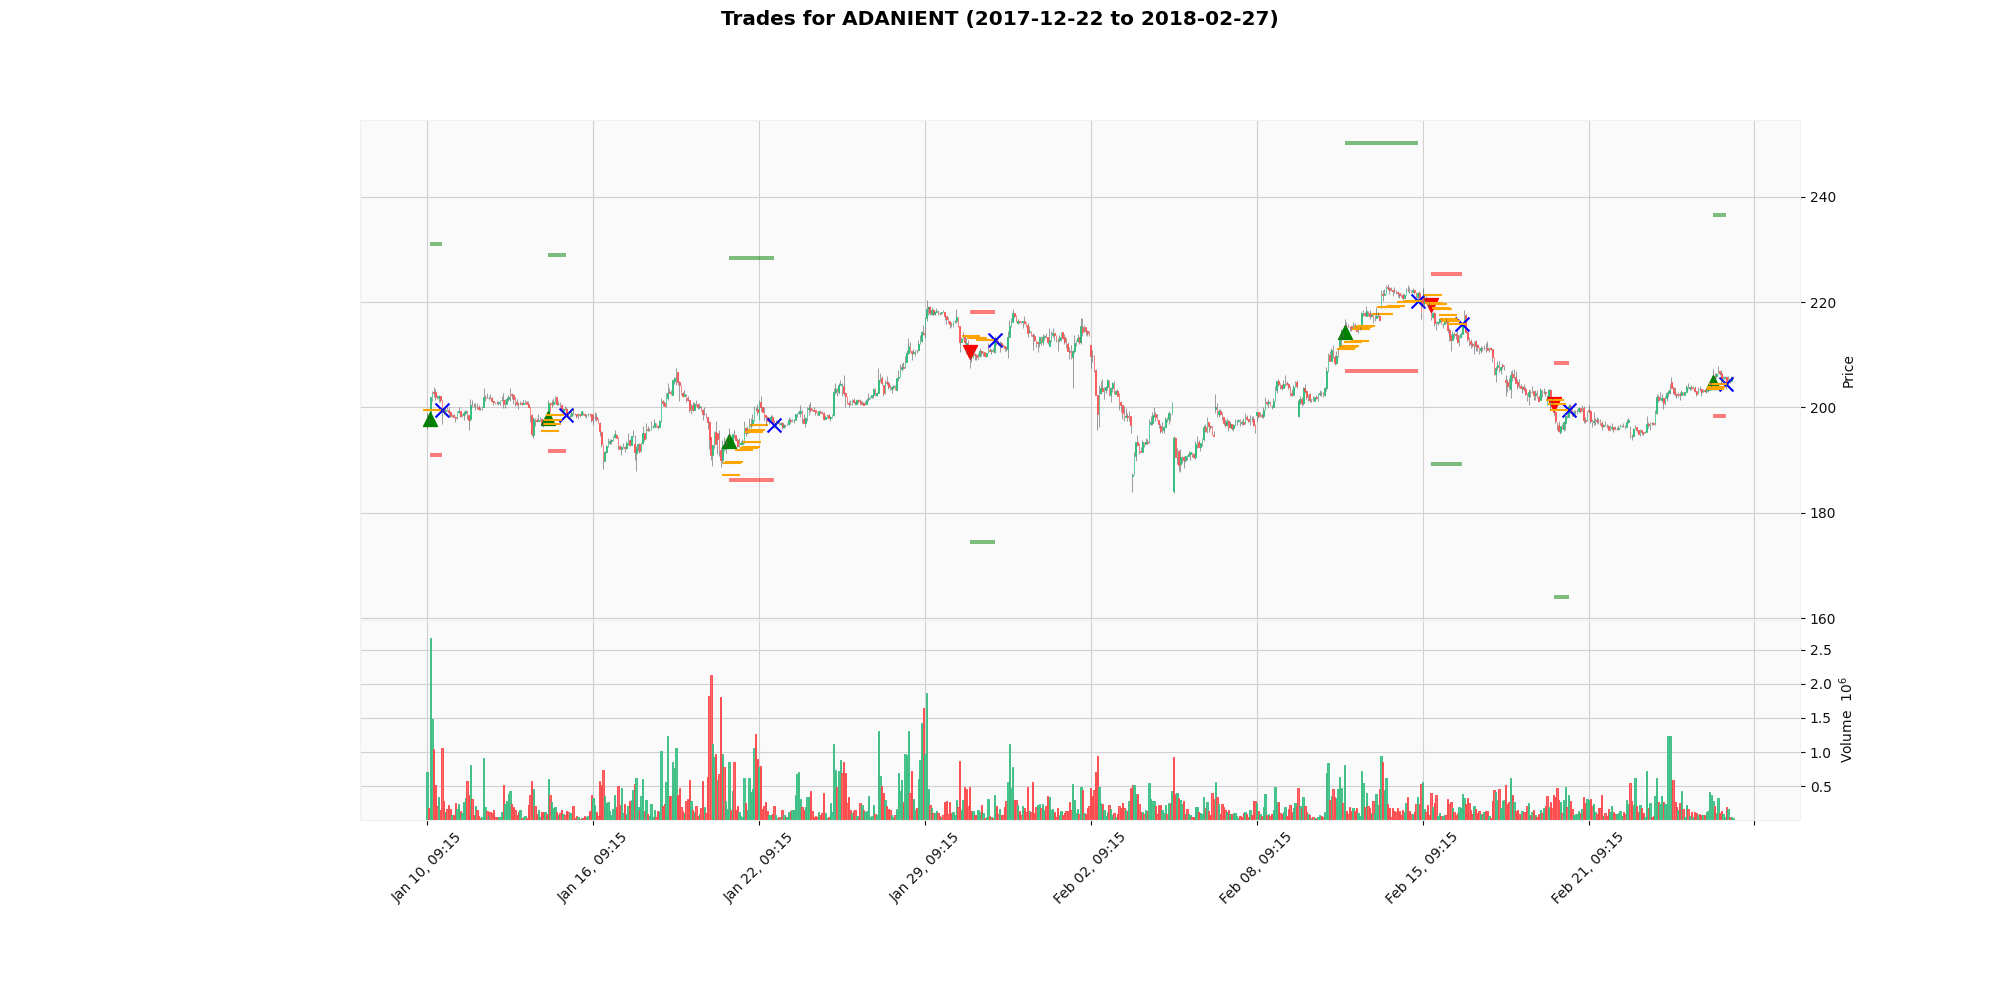 Trades for ADANIENT (2017-12-22 to 2018-02-27)
240
220
200
180
160
Price
2.5
2.0
1.5
1.0
0.5
Volume 10^6
Jan 10, 09:15
Jan 16, 09:15
Jan 22, 09:15
Jan 29, 09:15
Feb 02, 09:15
Feb 08, 09:15
Feb 15, 09:15
Feb 21, 09:15